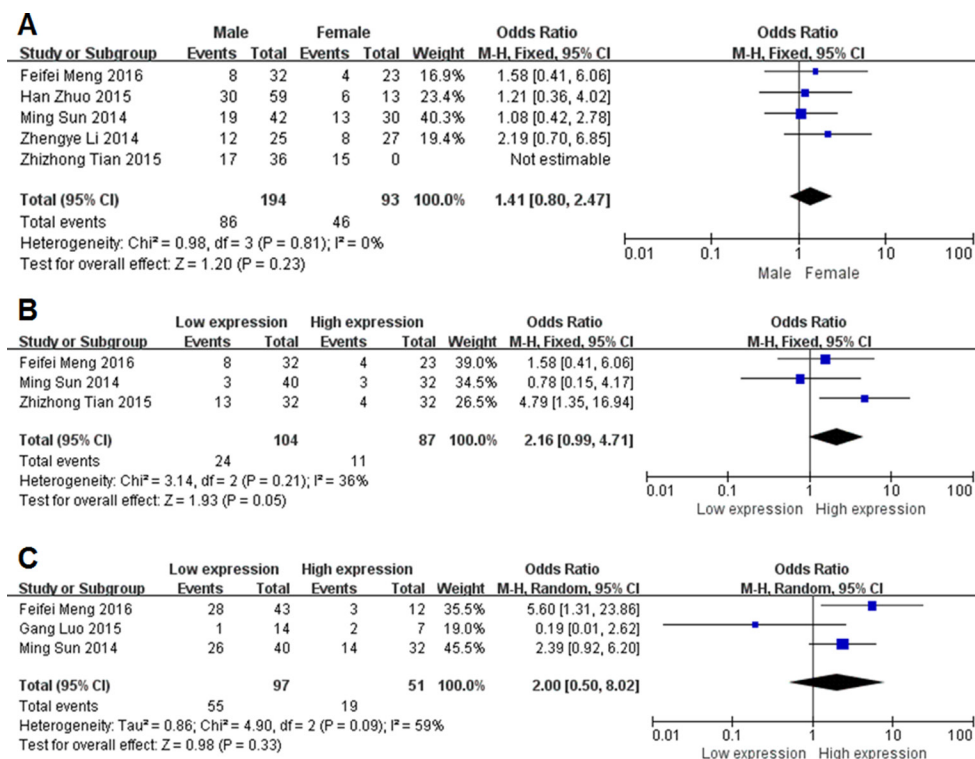 A
Male Female Odds Ratio Odds Ratio
Study or Subgroup Events Total Events Total Weight M-H, Fixed, 95% CI M-H, Fixed, 95% CI
Feifei Meng 2016 8 32 4 23 16.9% 1.58 [0.41, 6.06]
Han Zhuo 2015 30 59 6 13 23.4% 1.21 [0.36, 4.02]
Ming Sun 2014 19 42 13 30 40.3% 1.08 [0.42, 2.78]
Zhengye Li 2014 12 25 8 27 19.4% 2.19 [0.70, 6.85]
Zhizhong Tian 2015 17 36 15 0 Not estimable
Total (95% CI) 194 93 100.0% 1.41 [0.80, 2.47]
Total events 86 46
Heterogeneity: Chi² = 0.98, df = 3 (P = 0.81); I² = 0%
Test for overall effect: Z = 1.20 (P = 0.23)
0.01 0.1 1 10 100
Male Female
B
Low expression High expression Odds Ratio Odds Ratio
Study or Subgroup Events Total Events Total Weight M-H, Fixed, 95% CI M-H, Fixed, 95% CI
Feifei Meng 2016 8 32 4 23 39.0% 1.58 [0.41, 6.06]
Ming Sun 2014 3 40 3 32 34.5% 0.78 [0.15, 4.17]
Zhizhong Tian 2015 13 32 4 32 26.5% 4.79 [1.35, 16.94]
Total (95% CI) 104 87 100.0% 2.16 [0.99, 4.71]
Total events 24 11
Heterogeneity: Chi² = 3.14, df = 2 (P = 0.21); I² = 36%
Test for overall effect: Z = 1.93 (P = 0.05)
0.01 0.1 1 10 100
Low expression High expression
C
Low expression High expression Odds Ratio Odds Ratio
Study or Subgroup Events Total Events Total Weight M-H, Random, 95% CI M-H, Random, 95% CI
Feifei Meng 2016 28 43 3 12 35.5% 5.60 [1.31, 23.86]
Gang Luo 2015 1 14 2 7 19.0% 0.19 [0.01, 2.62]
Ming Sun 2014 26 40 14 32 45.5% 2.39 [0.92, 6.20]
Total (95% CI) 97 51 100.0% 2.00 [0.50, 8.02]
Total events 55 19
Heterogeneity: Tau² = 0.86; Chi² = 4.90, df = 2 (P = 0.09); I² = 59%
Test for overall effect: Z = 0.98 (P = 0.33)
0.01 0.1 1 10 100
Low expression High expression